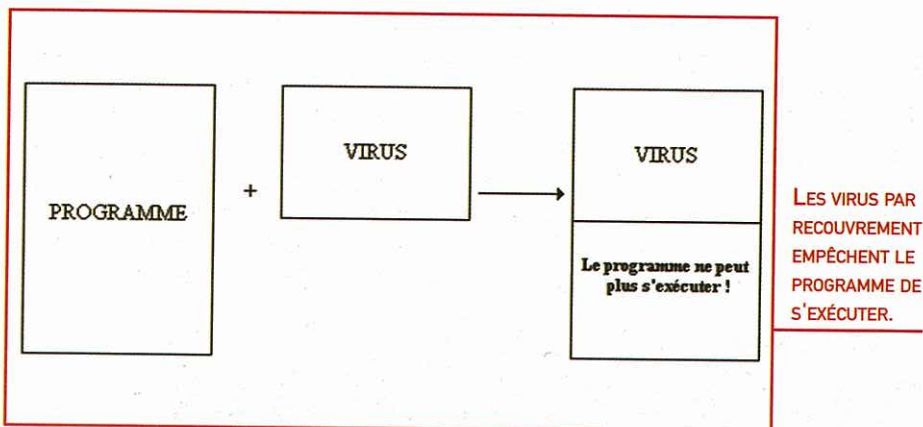 PROGRAMME
+
VIRUS
VIRUS
Le programme ne peut
plus s'exécuter !
LES VIRUS PAR
RECOUVREMENT
EMPÊCHENT LE
PROGRAMME DE
S'EXÉCUTER.